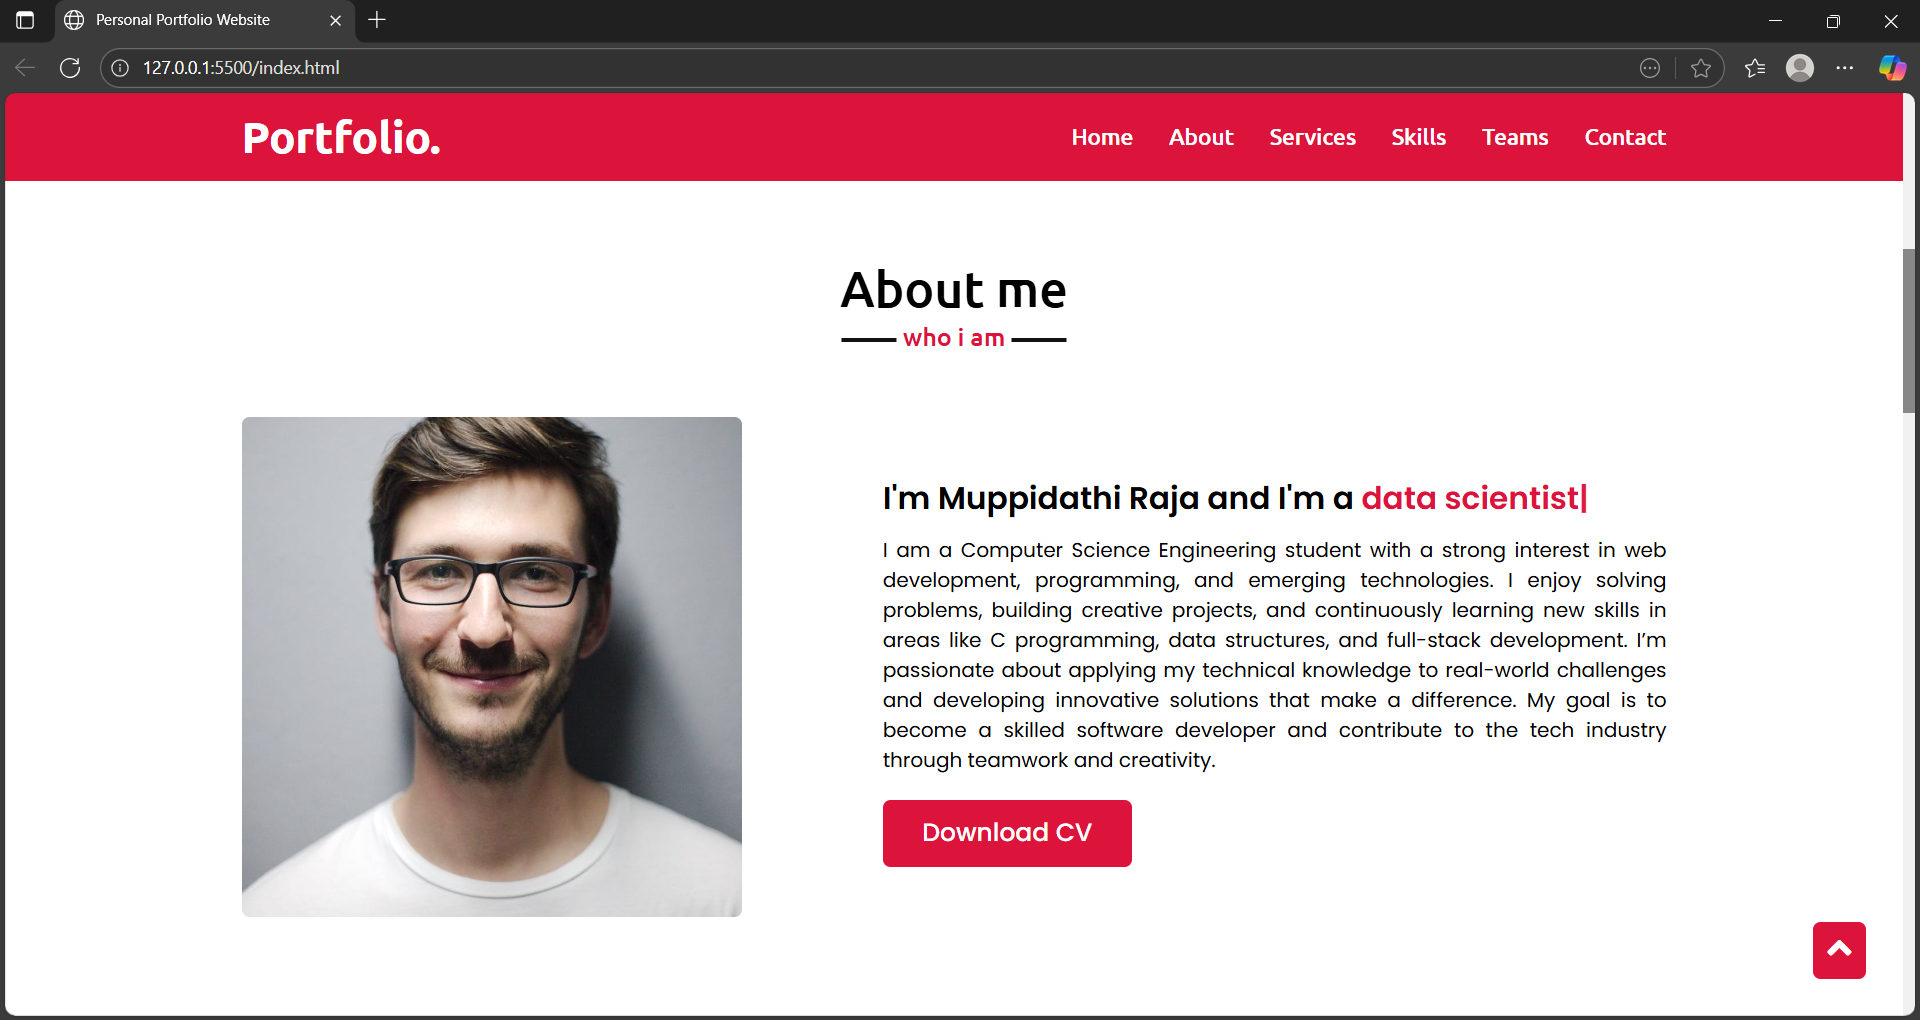 Personal Portfolio Website
127.0.0.1:5500/index.html
Portfolio.
Home About Services Skills Teams Contact
About me
who i am
I'm Muppidathi Raja and I'm a data scientist|
I am a Computer Science Engineering student with a strong interest in web
development, programming, and emerging technologies. I enjoy solving
problems, building creative projects, and continuously learning new skills in
areas like C programming, data structures, and full-stack development. I’m
passionate about applying my technical knowledge to real-world challenges
and developing innovative solutions that make a difference. My goal is to
become a skilled software developer and contribute to the tech industry
through teamwork and creativity.
Download CV